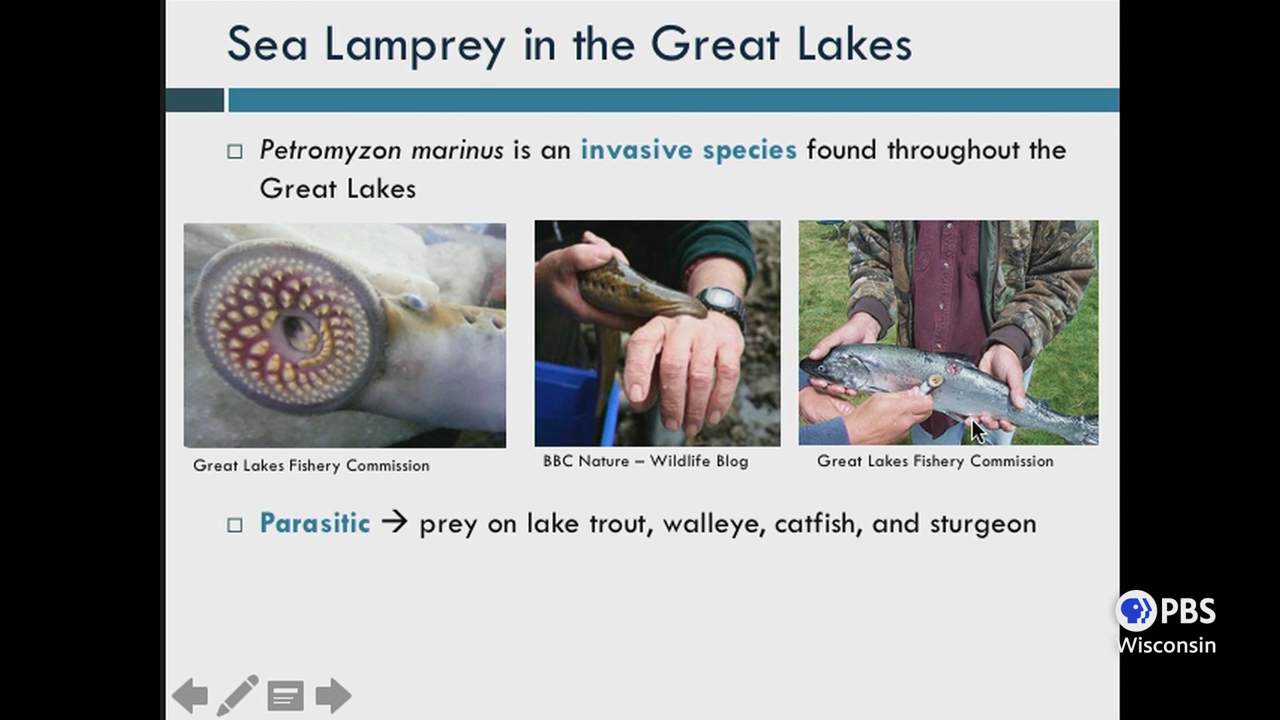 Sea Lamprey in the Great Lakes
Petromyzon marinus is an invasive species found throughout the
Great Lakes
Great Lakes Fishery Commission
BBC Nature – Wildlife Blog
Great Lakes Fishery Commission
Parasitic → prey on lake trout, walleye, catfish, and sturgeon
PBS
Wisconsin